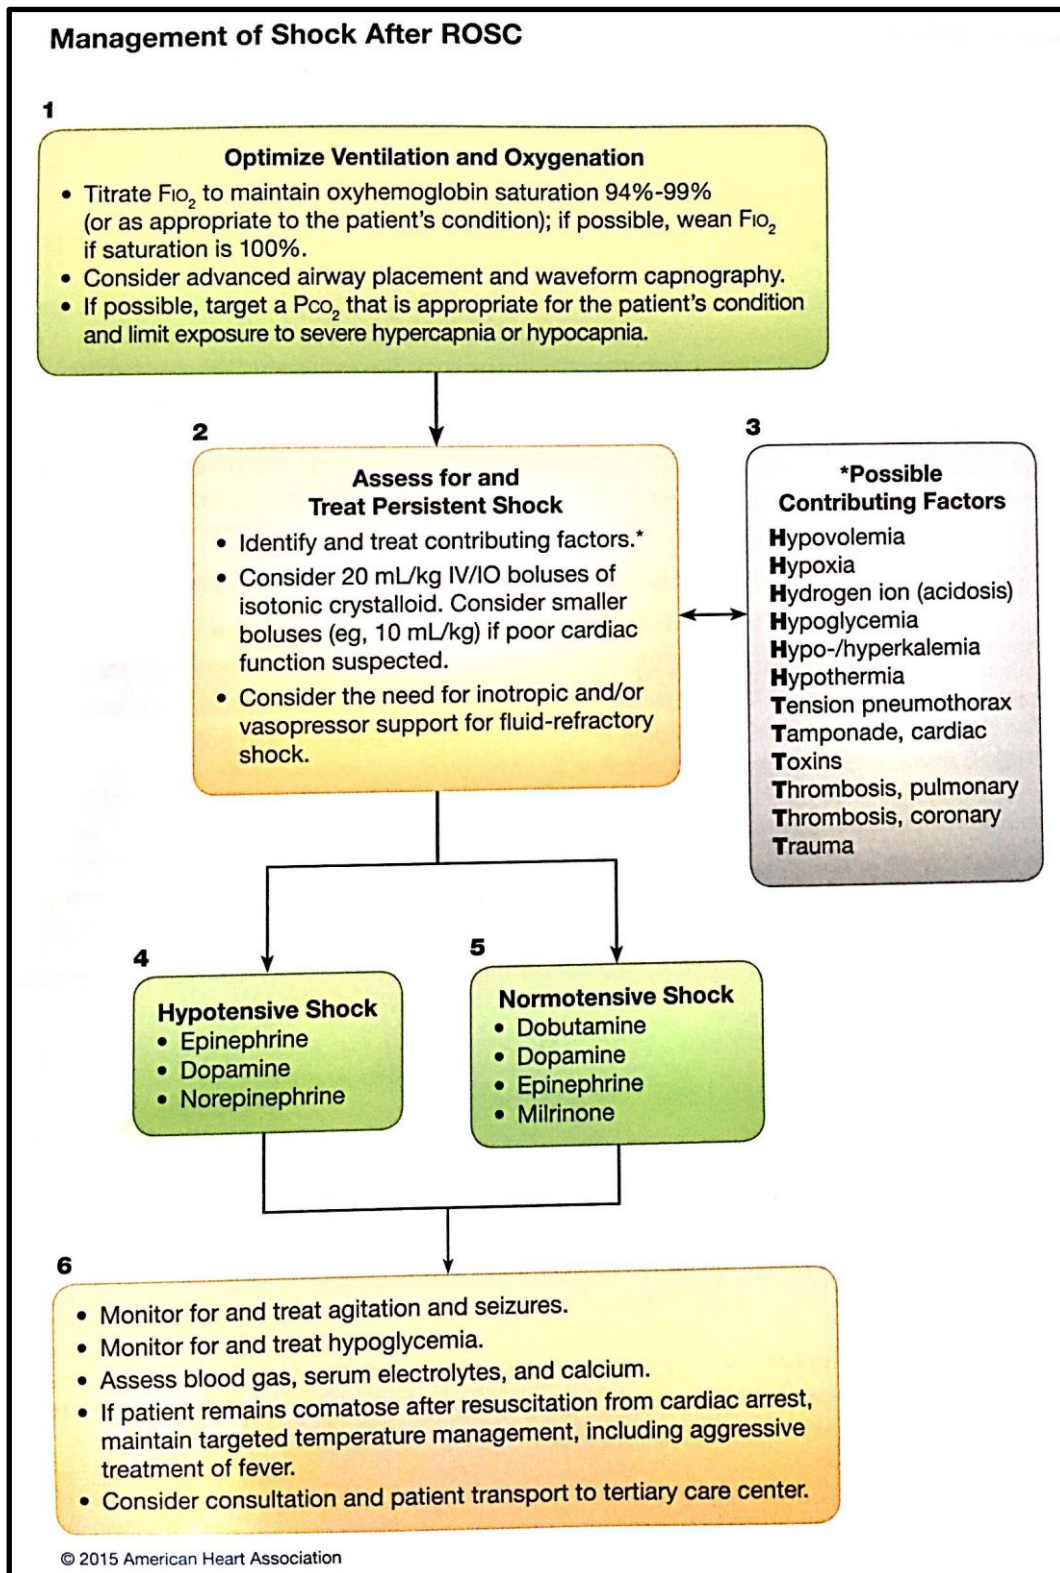 Management of Shock After ROSC
1
Optimize Ventilation and Oxygenation
• Titrate FIO₂ to maintain oxyhemoglobin saturation 94%-99%
(or as appropriate to the patient's condition); if possible, wean FIO₂
if saturation is 100%.
• Consider advanced airway placement and waveform capnography.
• If possible, target a PCO₂ that is appropriate for the patient's condition
and limit exposure to severe hypercapnia or hypocapnia.
2
Assess for and
Treat Persistent Shock
• Identify and treat contributing factors.*
• Consider 20 mL/kg IV/IO boluses of
isotonic crystalloid. Consider smaller
boluses (eg, 10 mL/kg) if poor cardiac
function suspected.
• Consider the need for inotropic and/or
vasopressor support for fluid-refractory
shock.
3
*Possible
Contributing Factors
Hypovolemia
Hypoxia
Hydrogen ion (acidosis)
Hypoglycemia
Hypo-/hyperkalemia
Hypothermia
Tension pneumothorax
Tamponade, cardiac
Toxins
Thrombosis, pulmonary
Thrombosis, coronary
Trauma
4
Hypotensive Shock
• Epinephrine
• Dopamine
• Norepinephrine
5
Normotensive Shock
• Dobutamine
• Dopamine
• Epinephrine
• Milrinone
6
• Monitor for and treat agitation and seizures.
• Monitor for and treat hypoglycemia.
• Assess blood gas, serum electrolytes, and calcium.
• If patient remains comatose after resuscitation from cardiac arrest,
maintain targeted temperature management, including aggressive
treatment of fever.
• Consider consultation and patient transport to tertiary care center.
© 2015 American Heart Association